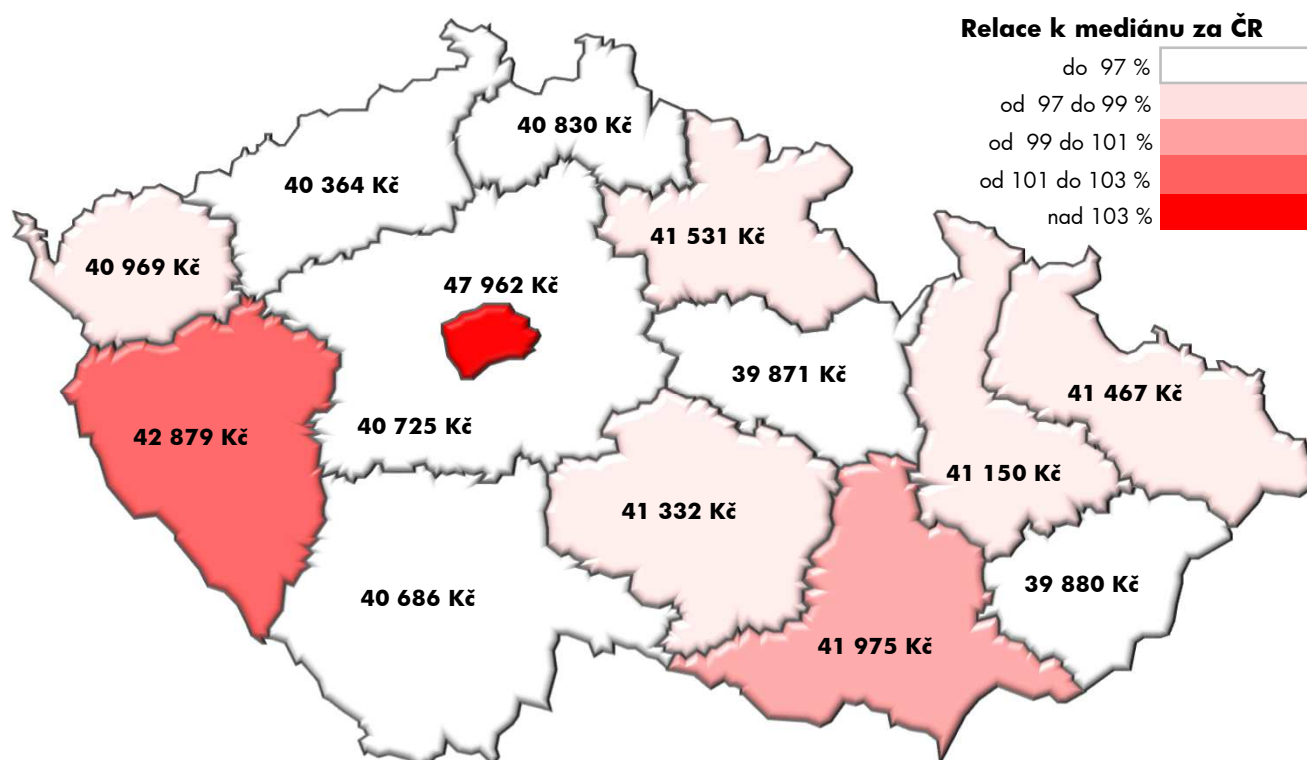 Relace k mediánu za ČR
do 97 %
od 97 do 99 %
od 99 do 101 %
od 101 do 103 %
nad 103 %
40 830 Kč
40 364 Kč
41 531 Kč
40 969 Kč
47 962 Kč
39 871 Kč
41 467 Kč
42 879 Kč
40 725 Kč
41 150 Kč
41 332 Kč
39 880 Kč
40 686 Kč
41 975 Kč